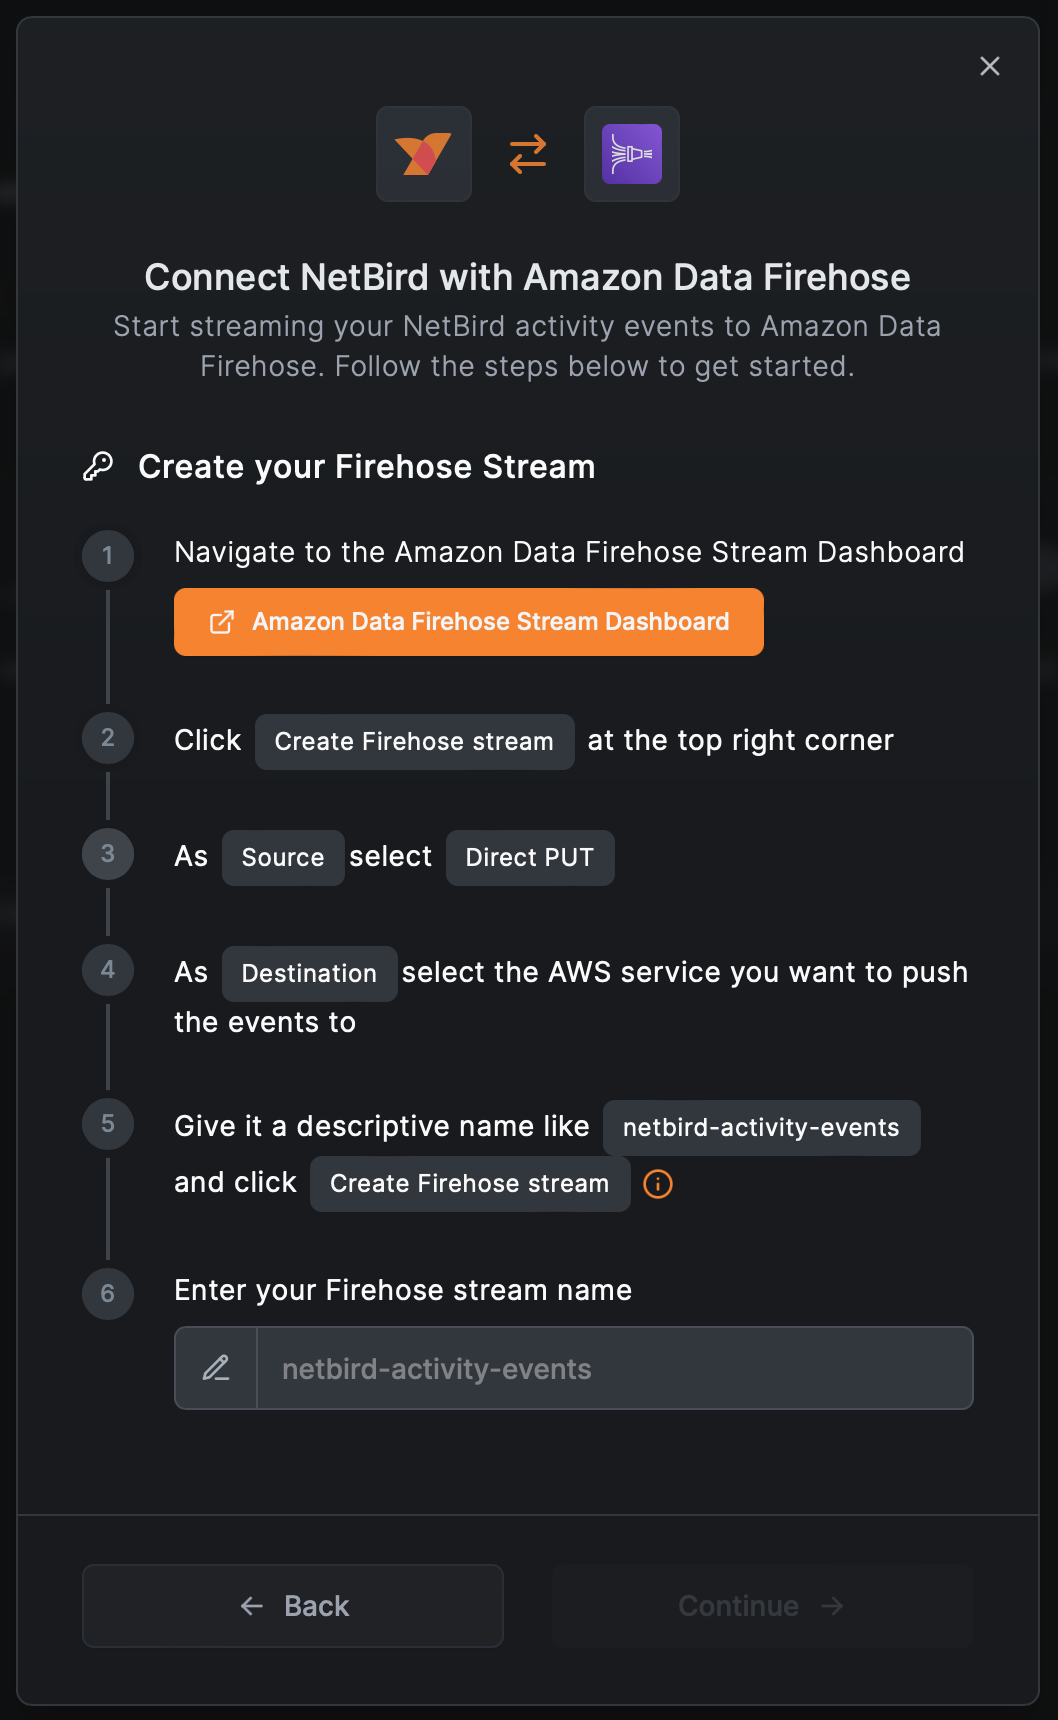 Connect NetBird with Amazon Data Firehose
Start streaming your NetBird activity events to Amazon Data
Firehose. Follow the steps below to get started.
Create your Firehose Stream
1 Navigate to the Amazon Data Firehose Stream Dashboard
Amazon Data Firehose Stream Dashboard
2 Click Create Firehose stream at the top right corner
3 As Source select Direct PUT
4 As Destination select the AWS service you want to push
the events to
5 Give it a descriptive name like netbird-activity-events
and click Create Firehose stream
6 Enter your Firehose stream name
netbird-activity-events
Back Continue